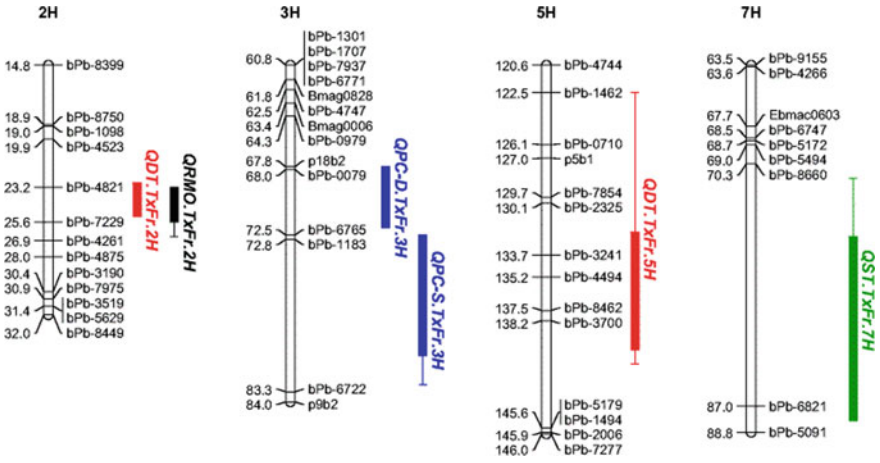 2H
14.8 bPb-8399
18.9 bPb-8750
19.0 bPb-1098
19.9 bPb-4523
23.2 bPb-4821
25.6 bPb-7229
26.9 bPb-4261
28.0 bPb-4875
30.4 bPb-3190
30.9 bPb-7975
31.4 bPb-3519
bPb-5629
32.0 bPb-8449
QDT.TxFr.2H
QRMO.TxFr.2H
3H
bPb-1301
bPb-1707
60.8 bPb-7937
bPb-6771
61.8 Bmag0828
62.5 bPb-4747
63.4 Bmag0006
64.3 bPb-0979
67.8 p18b2
68.0 bPb-0079
72.5 bPb-6765
72.8 bPb-1183
83.3 bPb-6722
84.0 p9b2
QPC-D.TxFr.3H
QPC-S.TxFr.3H
5H
120.6 bPb-4744
122.5 bPb-1462
126.1 bPb-0710
127.0 p5b1
129.7 bPb-7854
130.1 bPb-2325
133.7 bPb-3241
135.2 bPb-4494
137.5 bPb-8462
138.2 bPb-3700
bPb-5179
145.6 bPb-1494
145.9 bPb-2006
146.0 bPb-7277
QDT.TxFr.5H
7H
63.5 bPb-9155
63.6 bPb-4266
67.7 Ebmac0603
68.5 bPb-6747
68.7 bPb-5172
69.0 bPb-5494
70.3 bPb-8660
87.0 bPb-6821
88.8 bPb-5091
QST.TxFr.7H